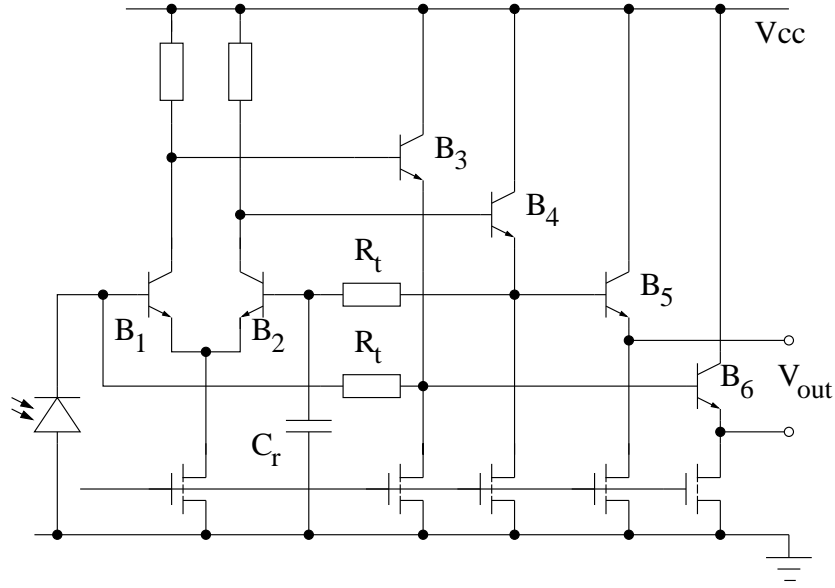 Vcc
B₃
B₄
Rₜ
B₅
B₁
B₂
Rₜ
B₆
Vout
Cᵣ